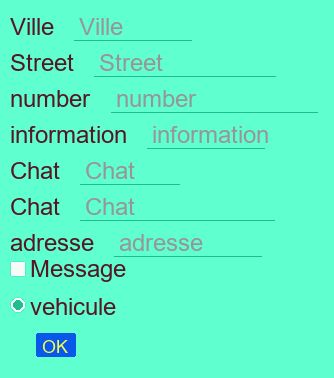 Ville Ville
Street Street
number number
information information
Chat Chat
Chat Chat
adresse adresse
Message
vehicule
OK